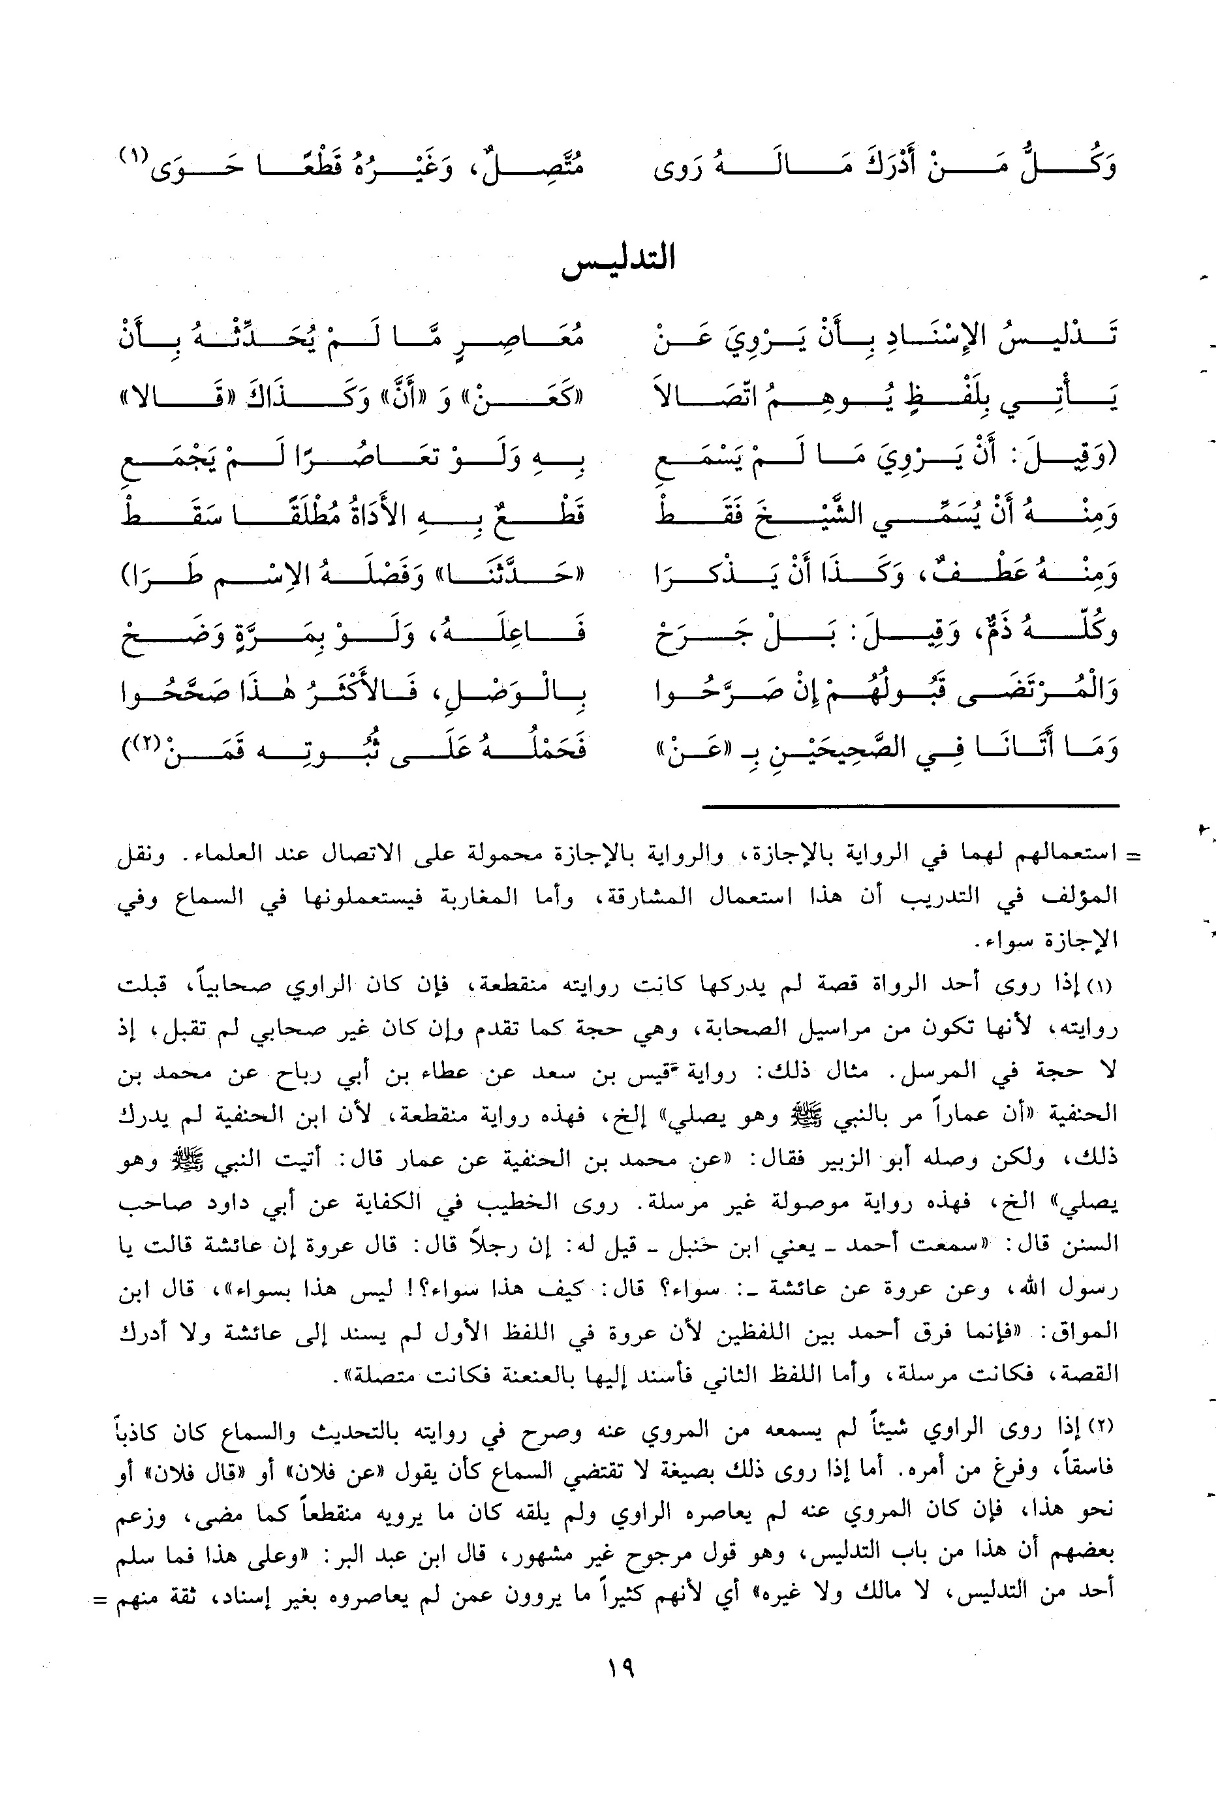 وَكُلُّ مَنْ أَدْرَكَ مَالَهُ رَوى مُتَّصِلٌ، وَغَيْرُهُ قَطْعًا حَوَى(١)
التدليس
تَدْليسُ الإِسْنَادِ بِأَنْ يَرْوِيَ عَنْ مُعَاصِرٍ مَّا لَمْ يُحَدِّثْهُ بِأَنْ
يَأْتِي بِلَفْظٍ يُوهِمُ اتّصَالاَ «كَعَنْ» وَ «أَنَّ» وَكَذَاكَ «قَالا»
(وَقِيلَ: أَنْ يَرْوِيَ مَا لَمْ يَسْمَعِ بِهِ وَلَوْ تعَاصُرًا لَمْ يَجْمَعِ
وَمِنْهُ أَنْ يُسَمِّي الشَّيْخَ فَقَطْ قَطْعٌ بِهِ الأَدَاةُ مُطْلَقًا سَقَطْ
وَمِنْهُ عَطْفٌ، وَكَذَا أَنْ يَذْكرَا «حَدَّثَنَا» وَفَصْلَهُ الاِسْم طَرَا)
وكُلّهُ ذَمٌّ، وَقِيلَ: بَلْ جَرَحْ فَاعِلَهُ، وَلَوْ بِمَرَّةٍ وَضَحْ
وَالْمُرْتَضَى قَبُولُهُمْ إِنْ صَرَّحُوا بِالْوَصْلِ، فَالأَكْثَرُ هٰذَا صَحَّحُوا
وَمَا أَتَانَا فِي الصَّحِيحَيْنِ بِـ «عَنْ» فَحَمْلُهُ عَلَى ثُبُوتِه قَمَنْ(٢))
= استعمالهم لهما في الرواية بالإجازة، والرواية بالإجازة محمولة على الاتصال عند العلماء. ونقل
المؤلف في التدريب أن هذا استعمال المشارقة، وأما المغاربة فيستعملونها في السماع وفي
الإجازة سواء.
(١) إذا روى أحد الرواة قصة لم يدركها كانت روايته منقطعة، فإن كان الراوي صحابياً، قبلت
روايته، لأنها تكون من مراسيل الصحابة، وهي حجة كما تقدم وإن كان غير صحابي لم تقبل، إذ
لا حجة في المرسل. مثال ذلك: رواية قيس بن سعد عن عطاء بن أبي رباح عن محمد بن
الحنفية «أن عماراً مر بالنبي ﷺ وهو يصلي» إلخ، فهذه رواية منقطعة، لأن ابن الحنفية لم يدرك
ذلك، ولكن وصله أبو الزبير فقال: «عن محمد بن الحنفية عن عمار قال: أتيت النبي ﷺ وهو
يصلي» الخ، فهذه رواية موصولة غير مرسلة. روى الخطيب في الكفاية عن أبي داود صاحب
السنن قال: «سمعت أحمد ـ يعني ابن حنبل ـ قيل له: إن رجلاً قال: قال عروة إن عائشة قالت يا
رسول الله، وعن عروة عن عائشة ـ: سواء؟ قال: كيف هذا سواء؟! ليس هذا بسواء»، قال ابن
المواق: «فإنما فرق أحمد بين اللفظين لأن عروة في اللفظ الأول لم يسند إلى عائشة ولا أدرك
القصة، فكانت مرسلة، وأما اللفظ الثاني فأسند إليها بالعنعنة فكانت متصلة».
(٢) إذا روى الراوي شيئاً لم يسمعه من المروي عنه وصرح في روايته بالتحديث والسماع كان كاذباً
فاسقاً، وفرغ من أمره. أما إذا روى ذلك بصيغة لا تقتضي السماع كأن يقول «عن فلان» أو «قال فلان» أو
نحو هذا، فإن كان المروي عنه لم يعاصره الراوي ولم يلقه كان ما يرويه منقطعاً كما مضى، وزعم
بعضهم أن هذا من باب التدليس، وهو قول مرجوح غير مشهور، قال ابن عبد البر: «وعلى هذا فما سلم
أحد من التدليس، لا مالك ولا غيره» أي لأنهم كثيراً ما يروون عمن لم يعاصروه بغير إسناد، ثقة منهم =
١٩